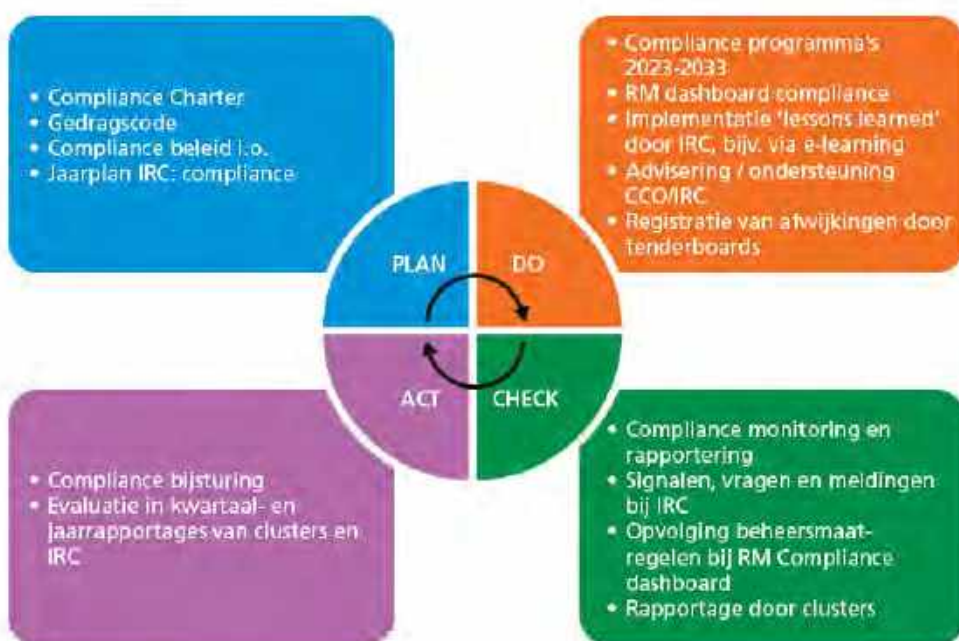 • Compliance Charter
• Gedragscode
• Compliance beleid i.o.
• Jaarplan IRC: compliance
• Compliance programma's
2023-2033
• RM dashboard compliance
• Implementatie 'lessons learned'
door IRC, bijv. via e-learning
• Advisering / ondersteuning
CCO/IRC
• Registratie van afwijkingen door
tenderboards
PLAN
DO
ACT
CHECK
• Compliance bijsturing
• Evaluatie in kwartaal- en
jaarrapportages van clusters en
IRC
• Compliance monitoring en
rapportering
• Signalen, vragen en meldingen
bij IRC
• Opvolging beheersmaat-
regelen bij RM Compliance
dashboard
• Rapportage door clusters